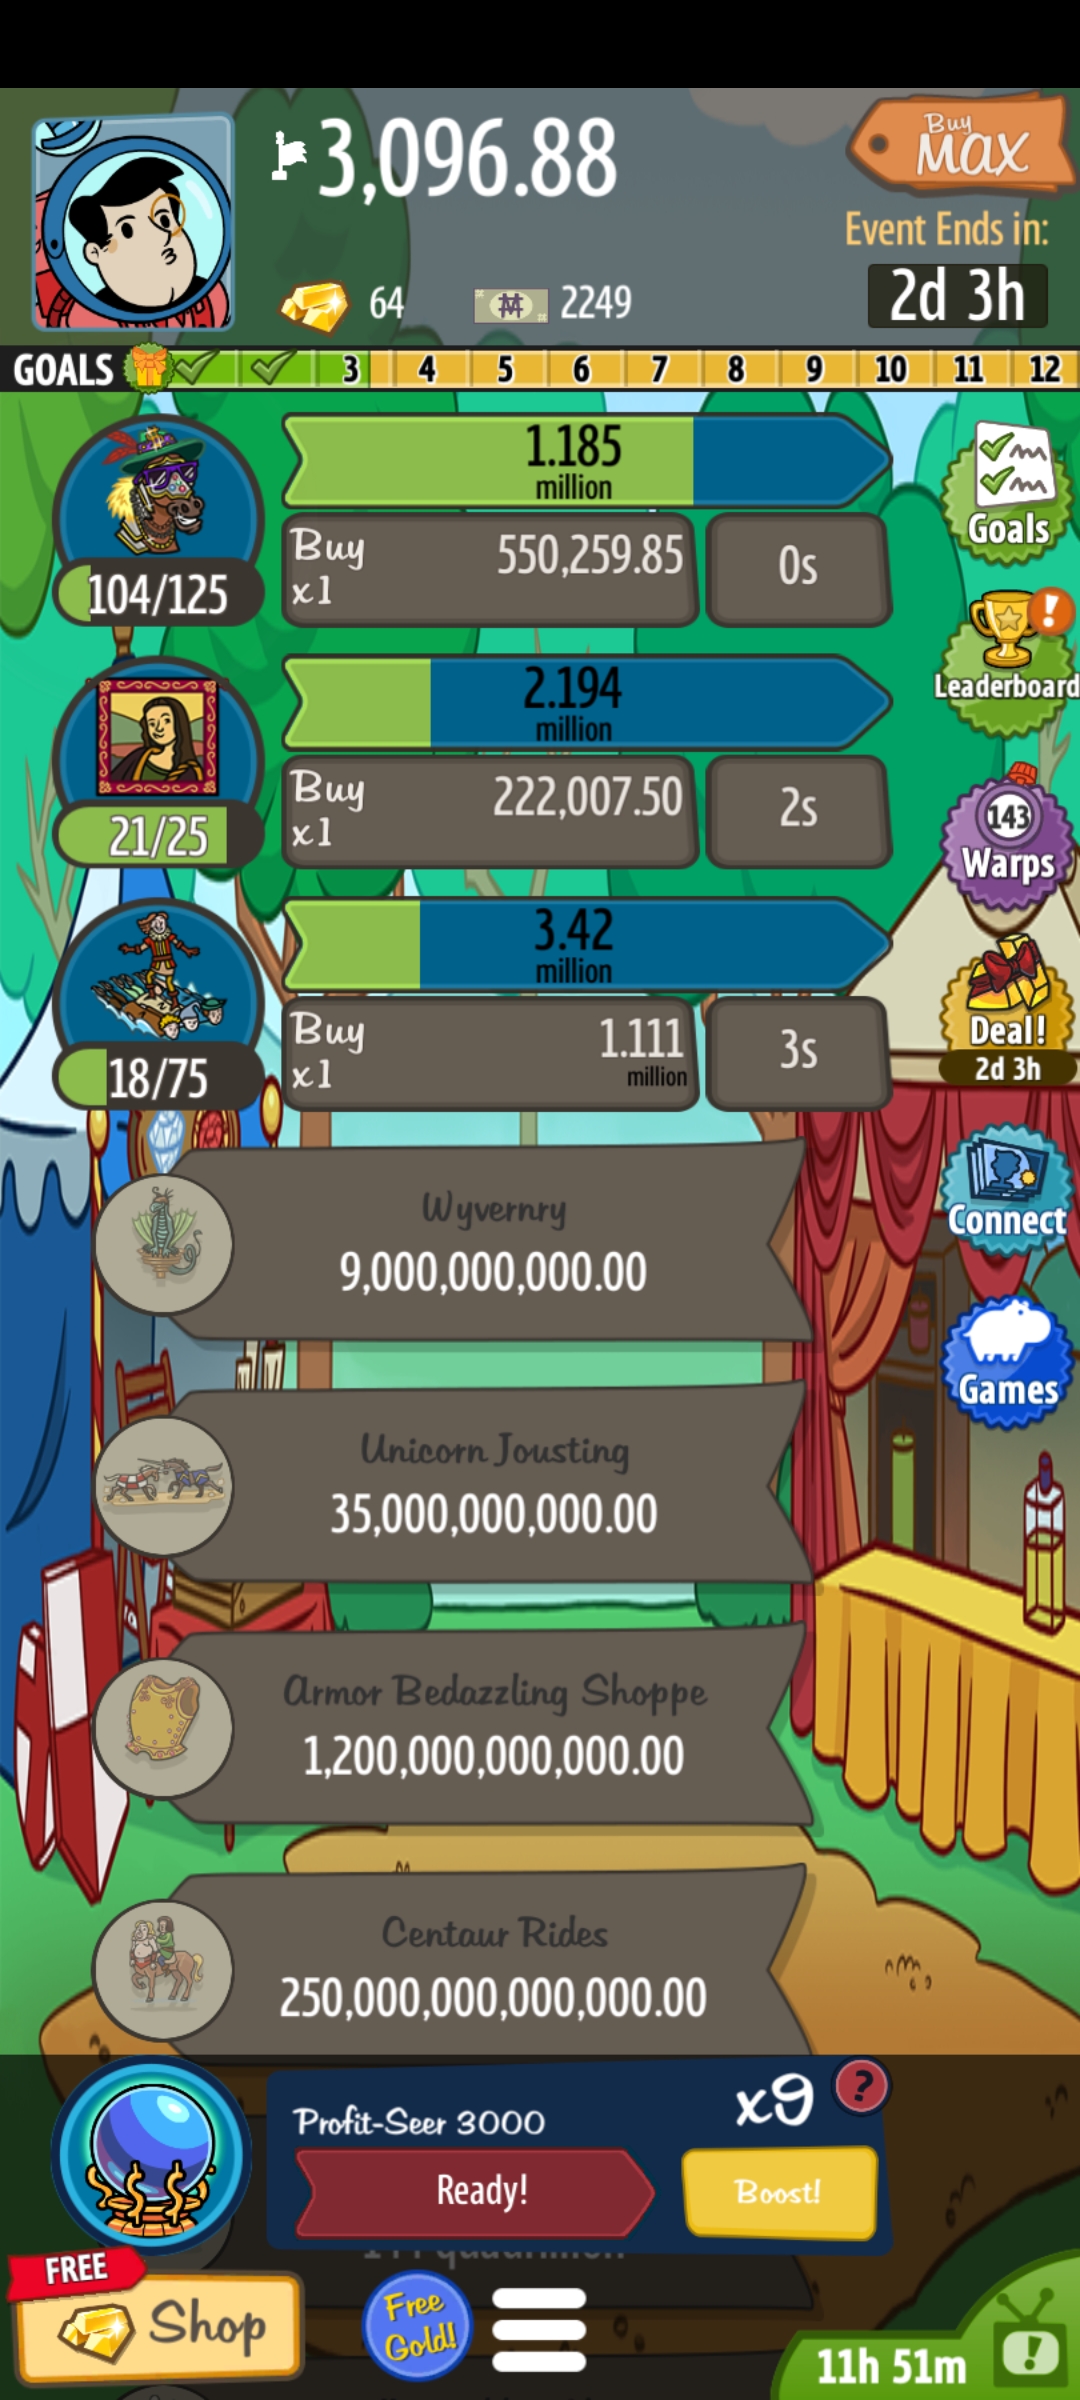 3,096.88
Buy
MAX
Event Ends in:
64
2249
2d 3h
GOALS
3
4
5
6
7
8
9
10
11
12
1.185
million
Buy
x1
550,259.85
0s
104/125
Goals
2.194
million
Buy
x1
222,007.50
2s
21/25
!
Leaderboard
143
Warps
3.42
million
Buy
x1
1.111
million
3s
18/75
Deal!
2d 3h
Wyvernry
9,000,000,000.00
Connect
Games
Unicorn Jousting
35,000,000,000.00
Armor Bedazzling Shoppe
1,200,000,000,000.00
Centaur Rides
250,000,000,000,000.00
Profit-Seer 3000
x9
?
Ready!
Boost!
FREE
Shop
Free
Gold!
11h 51m
!